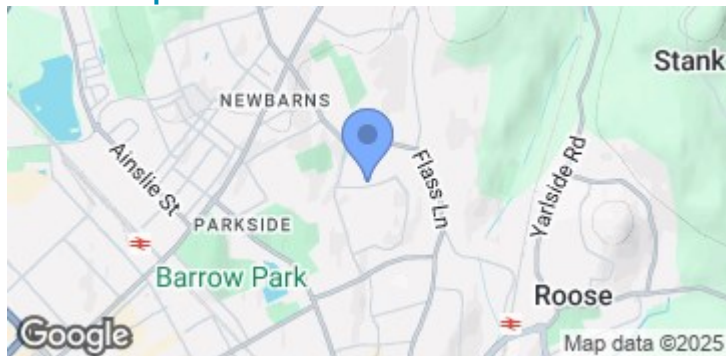 Stank
NEWBARNS
Ainslie St
Flass Ln
Yarlside Rd
PARKSIDE
Barrow Park
Roose
Google
Map data ©2025